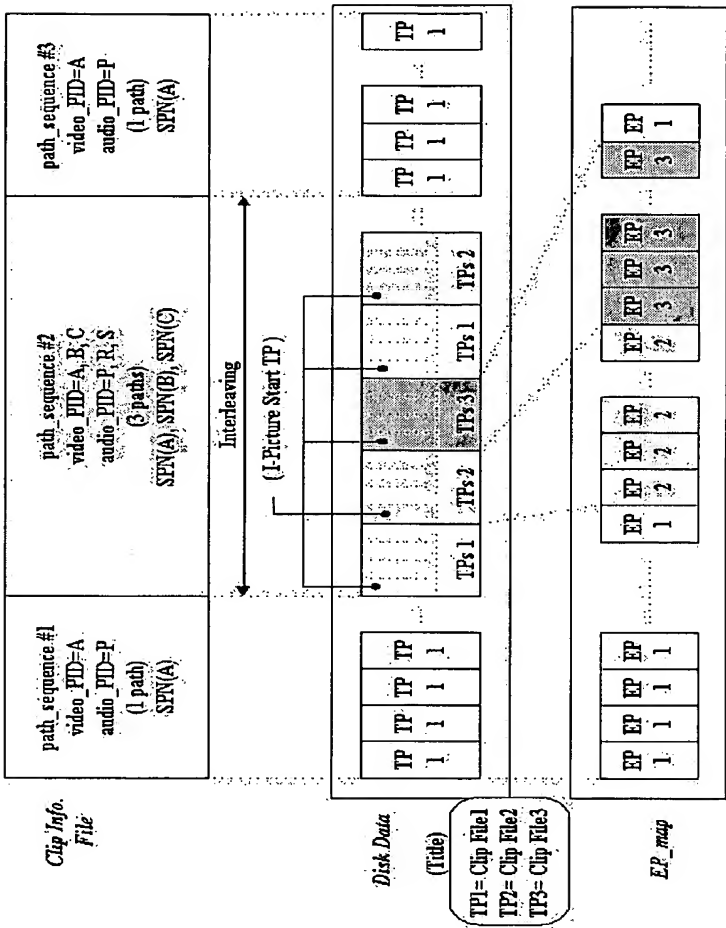 Clip Info.
File
path_sequence #1
video_PID=A
audio_PID=P
(1 path)
SPN(A)
path_sequence #2
video_PID=A, B, C
audio_PID=P, R, S
(3 paths)
SPN(A), SPN(B), SPN(C)
path_sequence #3
video_PID=A
audio_PID=P
(1 path)
SPN(A)
Interleaving
(I-Picture Start TP)
Disk Data
(Title)
TP1= Clip File1
TP2= Clip File2
TP3= Clip File3
TP 1
TP 1
TP 1
TP 1
TPs 1
TPs 2
TPs 3
TPs 1
TPs 2
TP 1
TP 1
TP 1
TP 1
EP_map
EP 1
EP 1
EP 1
EP 1
EP 1
EP 2
EP 2
EP 2
EP 2
EP 3
EP 3
EP 3
EP 3
EP 1